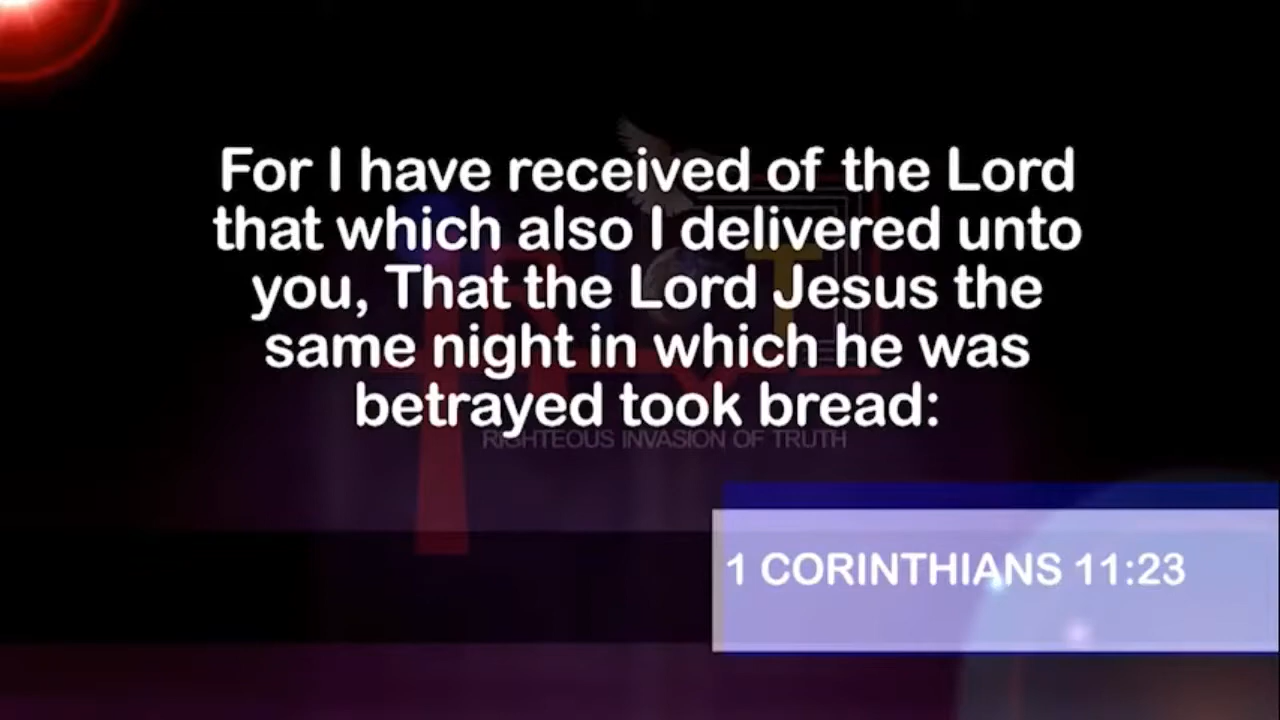 For I have received of the Lord
that which also I delivered unto
you, That the Lord Jesus the
same night in which he was
betrayed took bread:
RIGHTEOUS INVASION OF TRUTH
1 CORINTHIANS 11:23